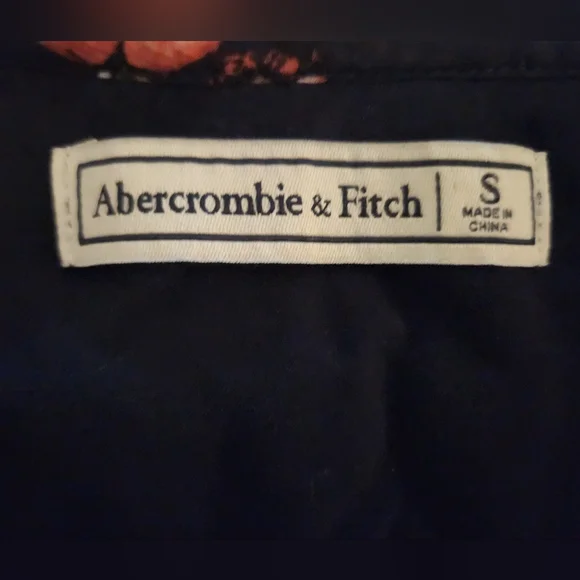 Abercrombie & Fitch
S
MADE IN
CHINA